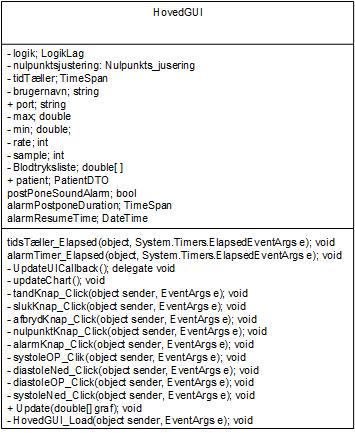 HovedGUI
- logik; LogikLag
- nulpunktsjustering: Nulpunkts_jusering
- tidTæller; TimeSpan
- brugernavn; string
+ port; string
- max; double
- min; double;
- rate; int
- sample; int
- Blodtryksliste; double[ ]
+ patient; PatientDTO
postPoneSoundAlarm; bool
alarmPostponeDuration; TimeSpan
alarmResumeTime; DateTime
tidsTæller_Elapsed(object, System.Timers.ElapsedEventArgs e); void
alarmTimer_Elapsed(object, System.Timers.ElapsedEventArgs e); void
- UpdateUICallback(); delegate void
- updateChart(); void
- tandKnap_Click(object sender, EventArgs e); void
- slukKnap_Click(object sender, EventArgs e); void
- afbrydKnap_Click(object sender, EventArgs e); void
- nulpunktKnap_Click(object sender, EventArgs e); void
- alarmKnap_Click(object sender, EventArgs e); void
- systoleOP_Clik(object sender, EventArgs e); void
- diastoleNed_Click(object sender, EventArgs e); void
- diastoleOP_Click(object sender, EventArgs e); void
- systoleNed_Click(object sender, EventArgs e); void
+ Update(double[] graf); void
- HovedGUI_Load(object sender, EventArgs e); void